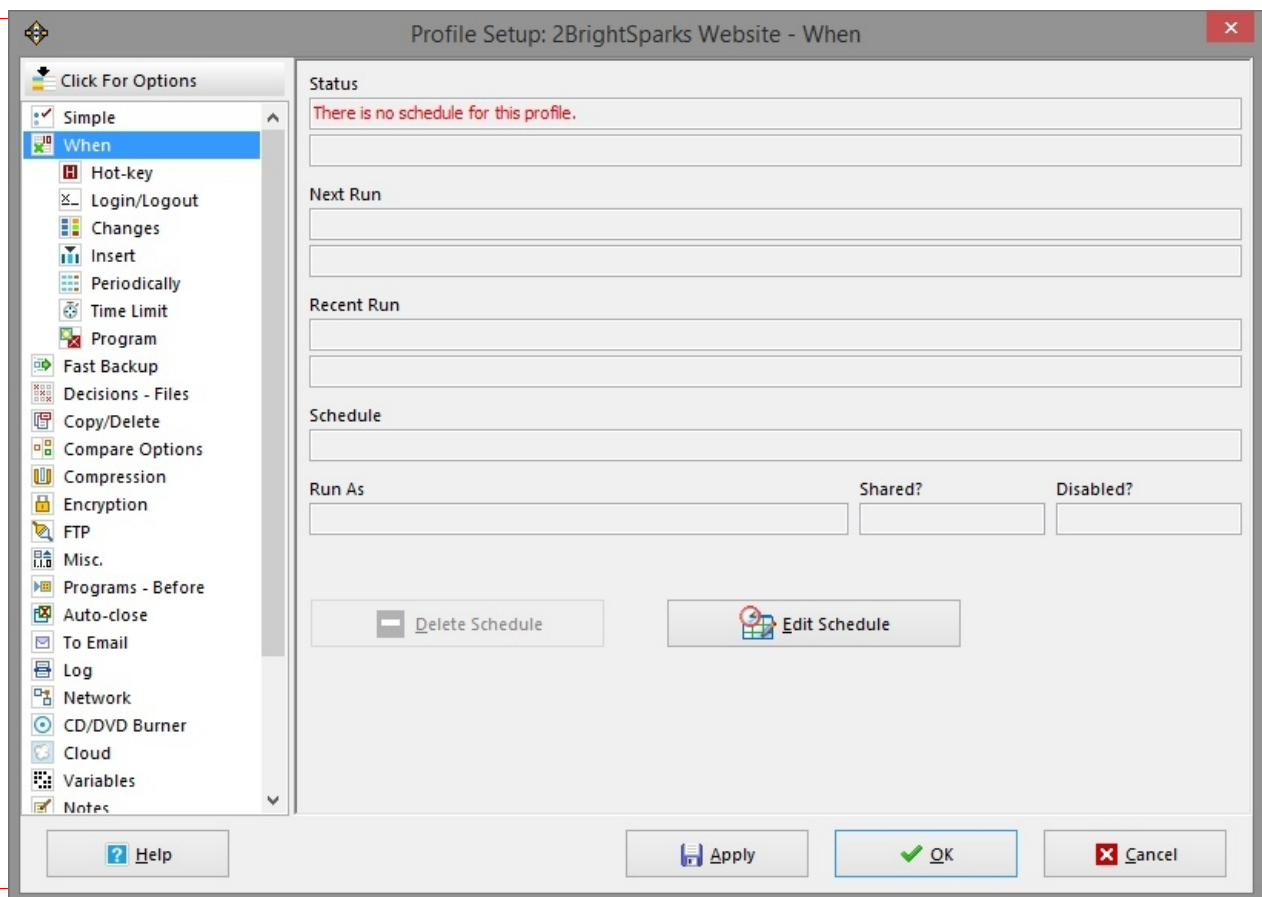 Profile Setup: 2BrightSparks Website - When
Click For Options
Simple
When
Hot-key
Login/Logout
Changes
Insert
Periodically
Time Limit
Program
Fast Backup
Decisions - Files
Copy/Delete
Compare Options
Compression
Encryption
FTP
Misc.
Programs - Before
Auto-close
To Email
Log
Network
CD/DVD Burner
Cloud
Variables
Notes
Status
There is no schedule for this profile.
Next Run
Recent Run
Schedule
Run As
Shared?
Disabled?
Delete Schedule
Edit Schedule
Help
Apply
OK
Cancel